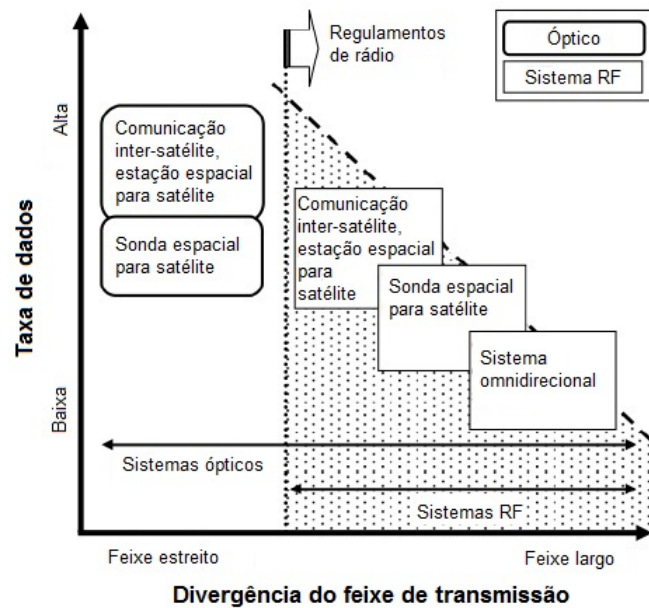 Regulamentos
de rádio
Óptico
Sistema RF
Alta
Taxa de dados
Baixa
Comunicação
inter-satélite,
estação espacial
para satélite
Sonda espacial
para satélite
Comunicação
inter-satélite,
estação espacial
para
satélite
Sonda espacial
para satélite
Sistema
omnidirecional
Sistemas ópticos
Sistemas RF
Feixe estreito
Feixe largo
Divergência do feixe de transmissão